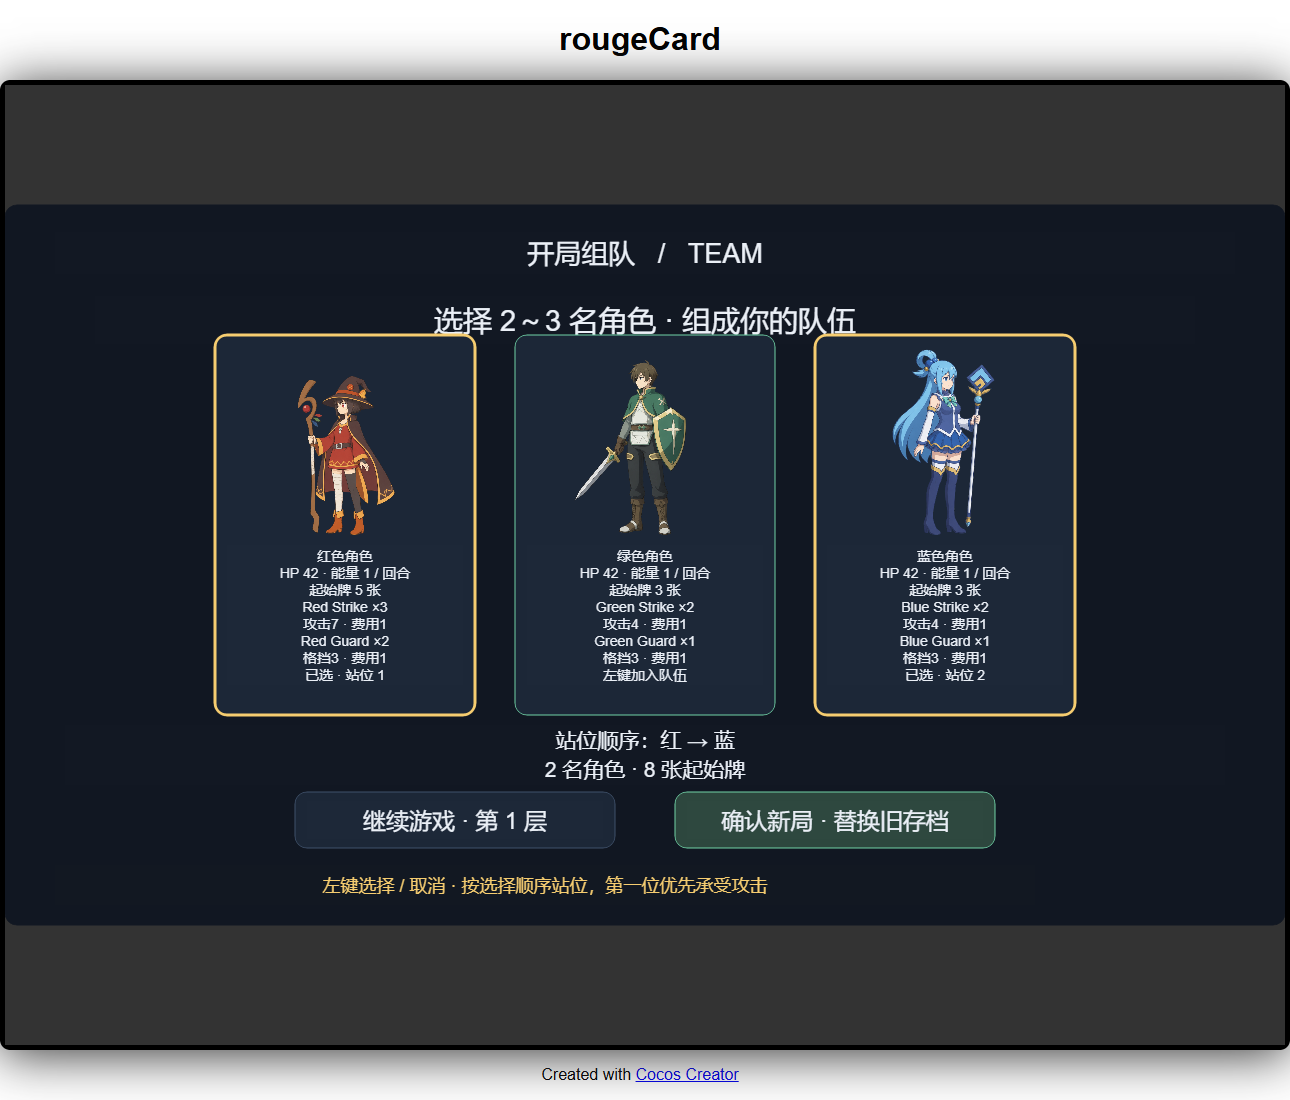 rougeCard
开局组队 / TEAM
选择 2～3 名角色 · 组成你的队伍
红色角色
HP 42 · 能量 1 / 回合
起始牌 5 张
Red Strike ×3
攻击7 · 费用1
Red Guard ×2
格挡3 · 费用1
已选 · 站位 1
绿色角色
HP 42 · 能量 1 / 回合
起始牌 3 张
Green Strike ×2
攻击4 · 费用1
Green Guard ×1
格挡3 · 费用1
左键加入队伍
蓝色角色
HP 42 · 能量 1 / 回合
起始牌 3 张
Blue Strike ×2
攻击4 · 费用1
Blue Guard ×1
格挡3 · 费用1
已选 · 站位 2
站位顺序：红 → 蓝
2 名角色 · 8 张起始牌
继续游戏 · 第 1 层
确认新局 · 替换旧存档
左键选择 / 取消 · 按选择顺序站位，第一位优先承受攻击
Created with Cocos Creator